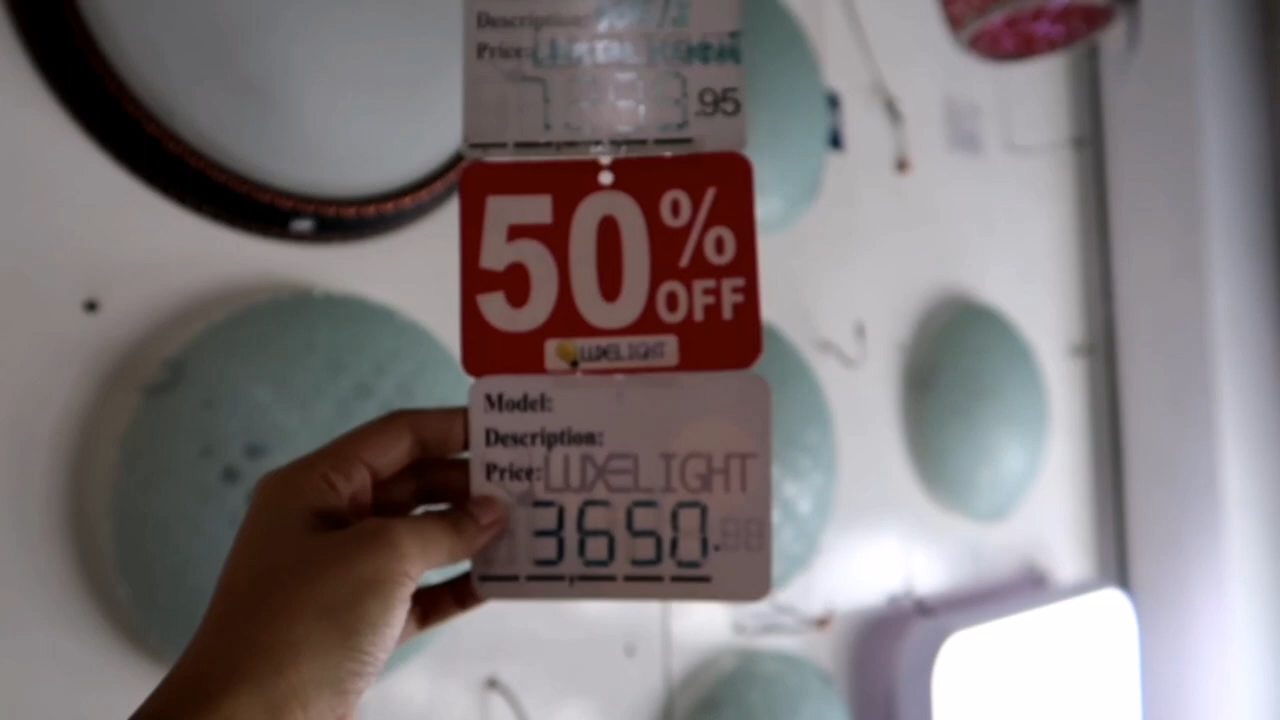 Description:
Price:
.95
50%
OFF
LUXELIGHT
Model:
Description:
Price: LUXELIGHT
3650.